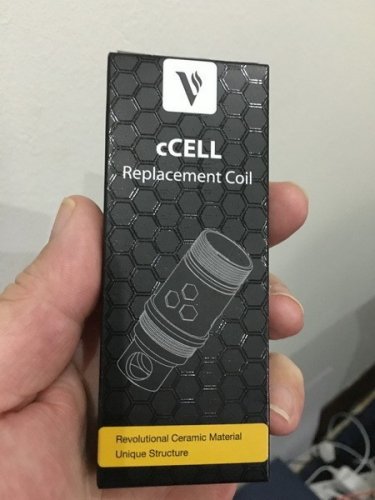 V
cCELL
Replacement Coil
Revolutional Ceramic Material
Unique Structure